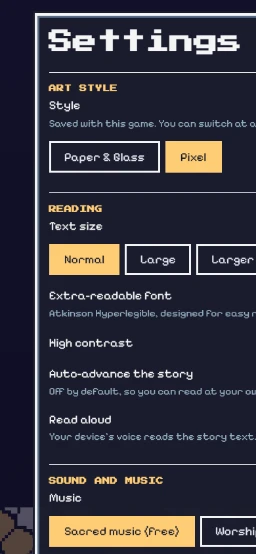 Settings
ART STYLE
Style
Saved with this game. You can switch at a
Paper & Glass Pixel
READING
Text size
Normal Large Larger
Extra-readable font
Atkinson Hyperlegible, designed for easy r
High contrast
Auto-advance the story
Off by default, so you can read at your ou
Read aloud
Your device's voice reads the story text.
SOUND AND MUSIC
Music
Sacred music (free) Worshi